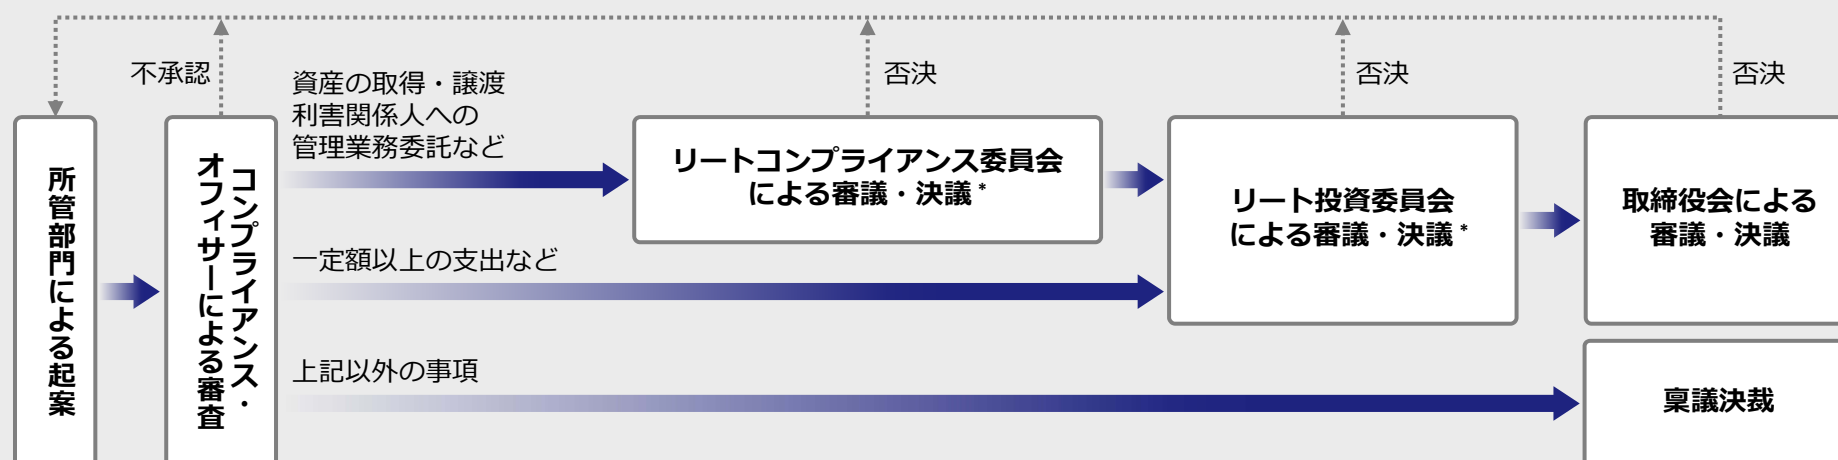 所管部門による起案
不承認
コンプライアンス・
オフィサーによる審査
資産の取得・譲渡
利害関係人への
管理業務委託など
一定額以上の支出など
上記以外の事項
否決
リートコンプライアンス委員会
による審議・決議*
否決
リート投資委員会
による審議・決議*
否決
取締役会による
審議・決議
稟議決裁